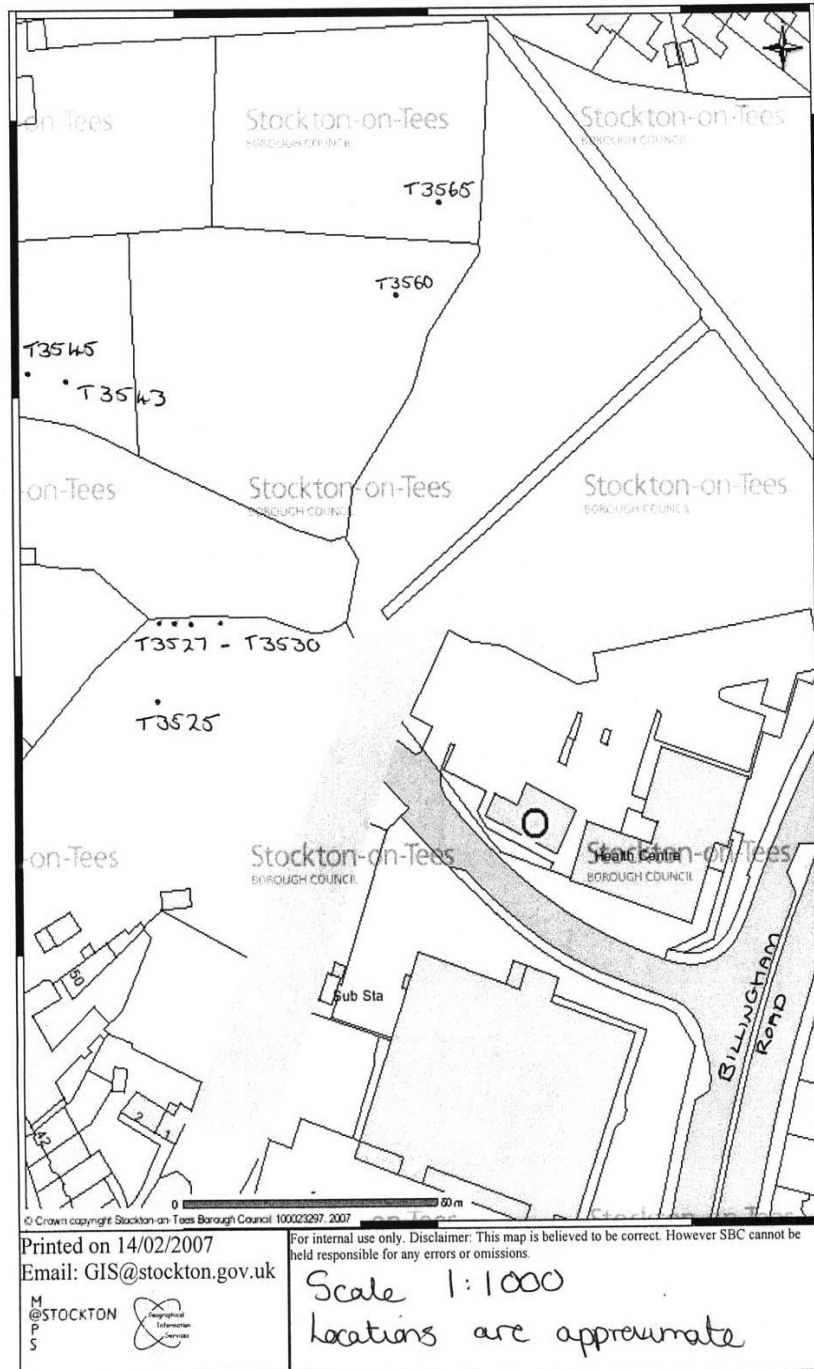 on-Tees
Stockton-on-Tees
BOROUGH COUNCIL
Stockton-on-Tees
BOROUGH COUNCIL
T3565
T3560
T3545
T3543
-on-Tees
Stockton-on-Tees
BOROUGH COUNCIL
Stockton-on-Tees
BOROUGH COUNCIL
T3527 - T3530
T3525
-on-Tees
Stockton-on-Tees
BOROUGH COUNCIL
Health Centre
Stockton-on-Tees
BOROUGH COUNCIL
50
Sub Sta
BILLINGHAM
ROAD
2
1
42
0
60 m
© Crown copyright Stockton-on-Tees Borough Council 100023297. 2007
Printed on 14/02/2007
Email: GIS@stockton.gov.uk
M
@STOCKTON
P
S
Geographical
Information
Services
For internal use only. Disclaimer: This map is believed to be correct. However SBC cannot be
held responsible for any errors or omissions.
Scale 1:1000
Locations are approximate